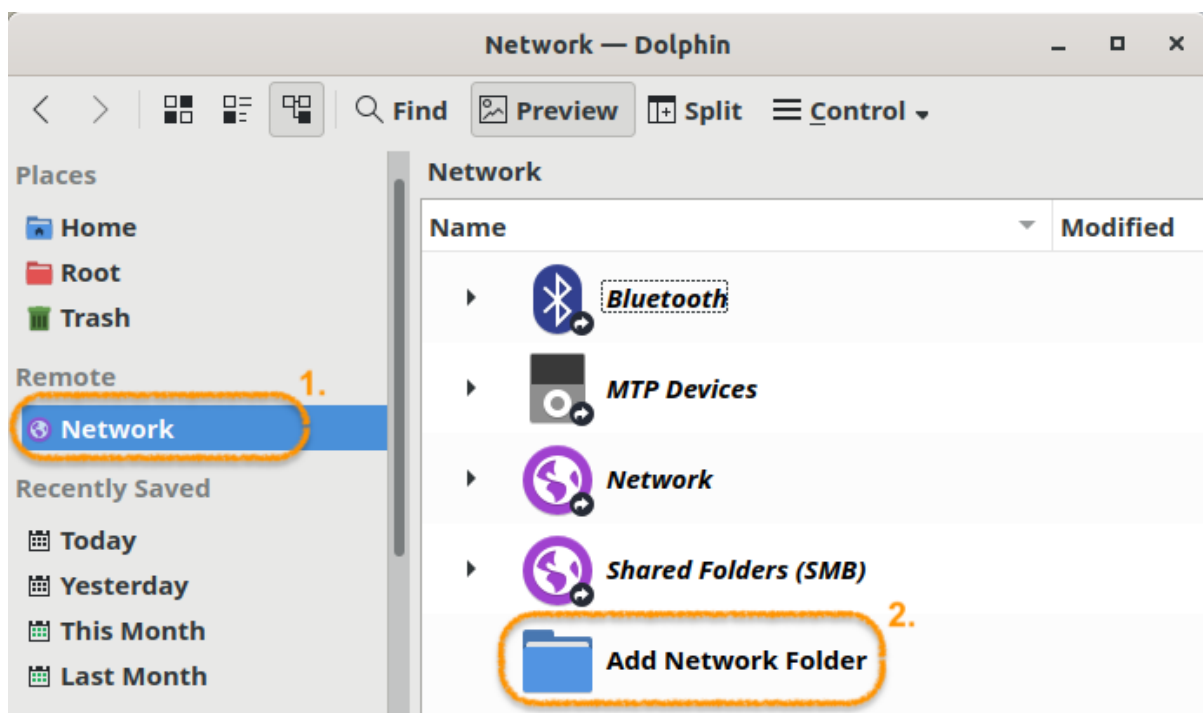 Network — Dolphin
Find Preview Split Control
Places
Home
Root
Trash
Remote
1.
Network
Recently Saved
Today
Yesterday
This Month
Last Month
Network
Name Modified
Bluetooth
MTP Devices
Network
Shared Folders (SMB)
2.
Add Network Folder